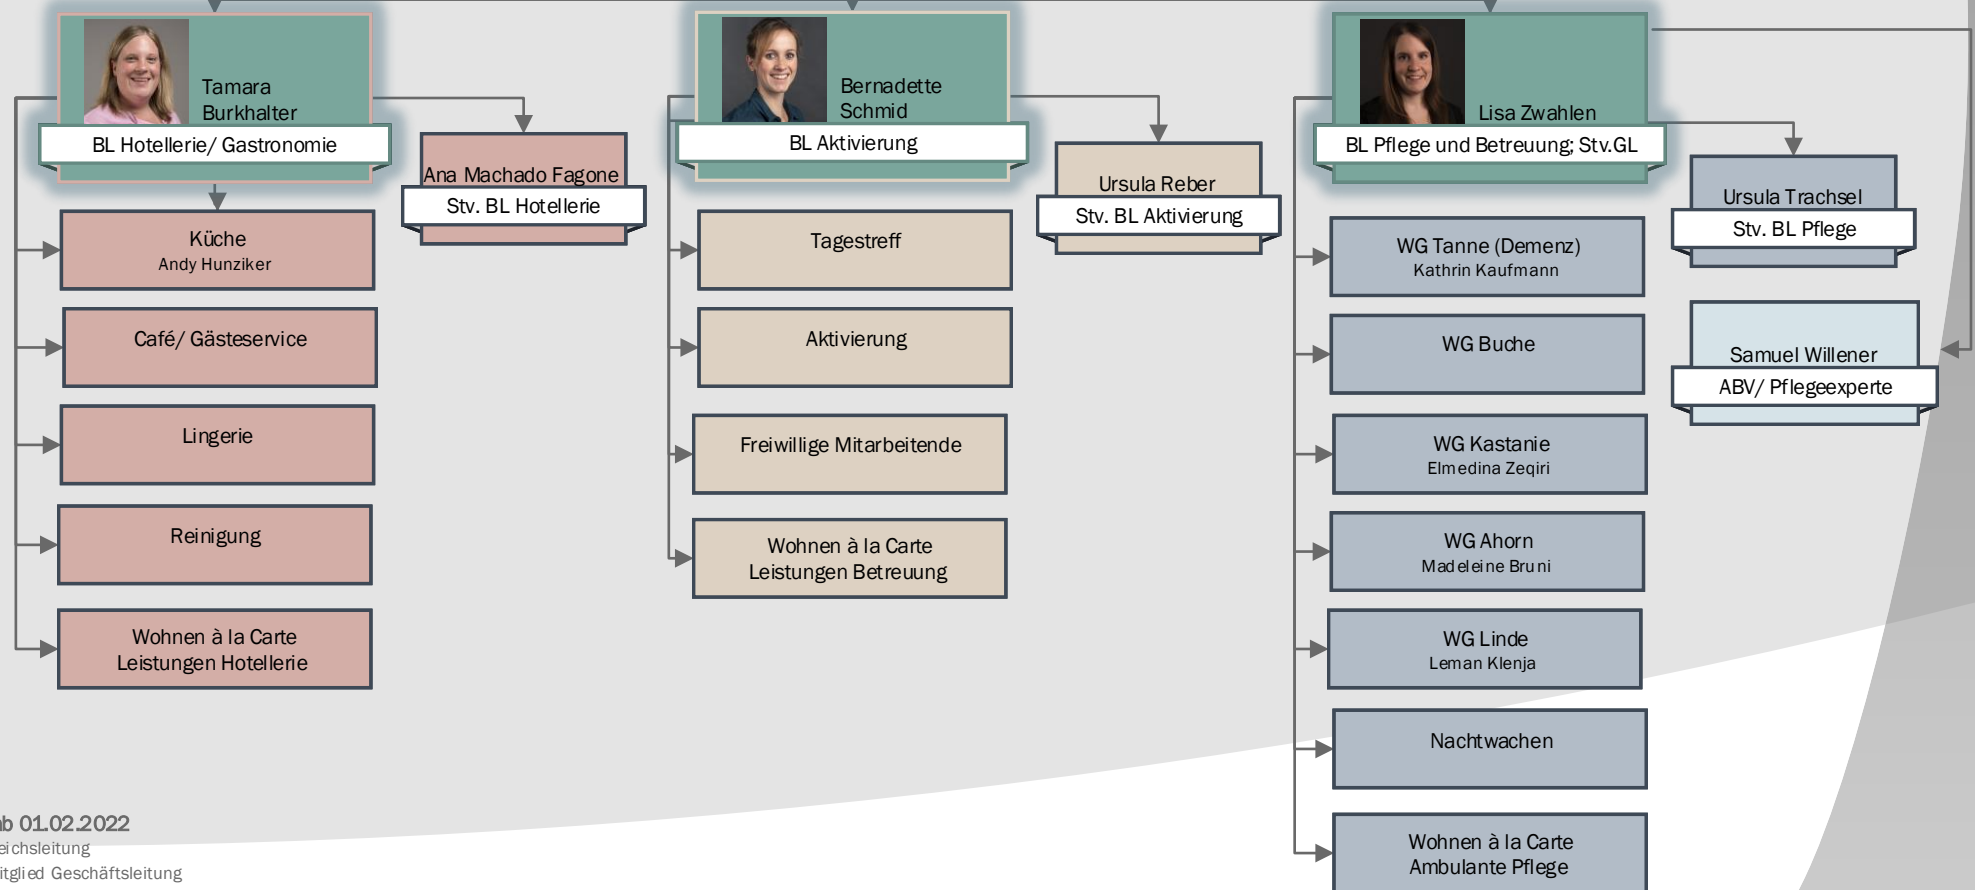 Tamara
Burkhalter
BL Hotellerie/ Gastronomie
Ana Machado Fagone
Stv. BL Hotellerie
Küche
Andy Hunziker
Café/ Gästeservice
Lingerie
Reinigung
Wohnen à la Carte
Leistungen Hotellerie
Bernadette
Schmid
BL Aktivierung
Ursula Reber
Stv. BL Aktivierung
Tagestreff
Aktivierung
Freiwillige Mitarbeitende
Wohnen à la Carte
Leistungen Betreuung
Lisa Zwahlen
BL Pflege und Betreuung; Stv.GL
Ursula Trachsel
Stv. BL Pflege
Samuel Willener
ABV/ Pflegeexperte
WG Tanne (Demenz)
Kathrin Kaufmann
WG Buche
WG Kastanie
Elmedina Zeqiri
WG Ahorn
Madeleine Bruni
WG Linde
Leman Klenja
Nachtwachen
Wohnen à la Carte
Ambulante Pflege
ab 01.02.2022
eichsleitung
itglied Geschäftsleitung